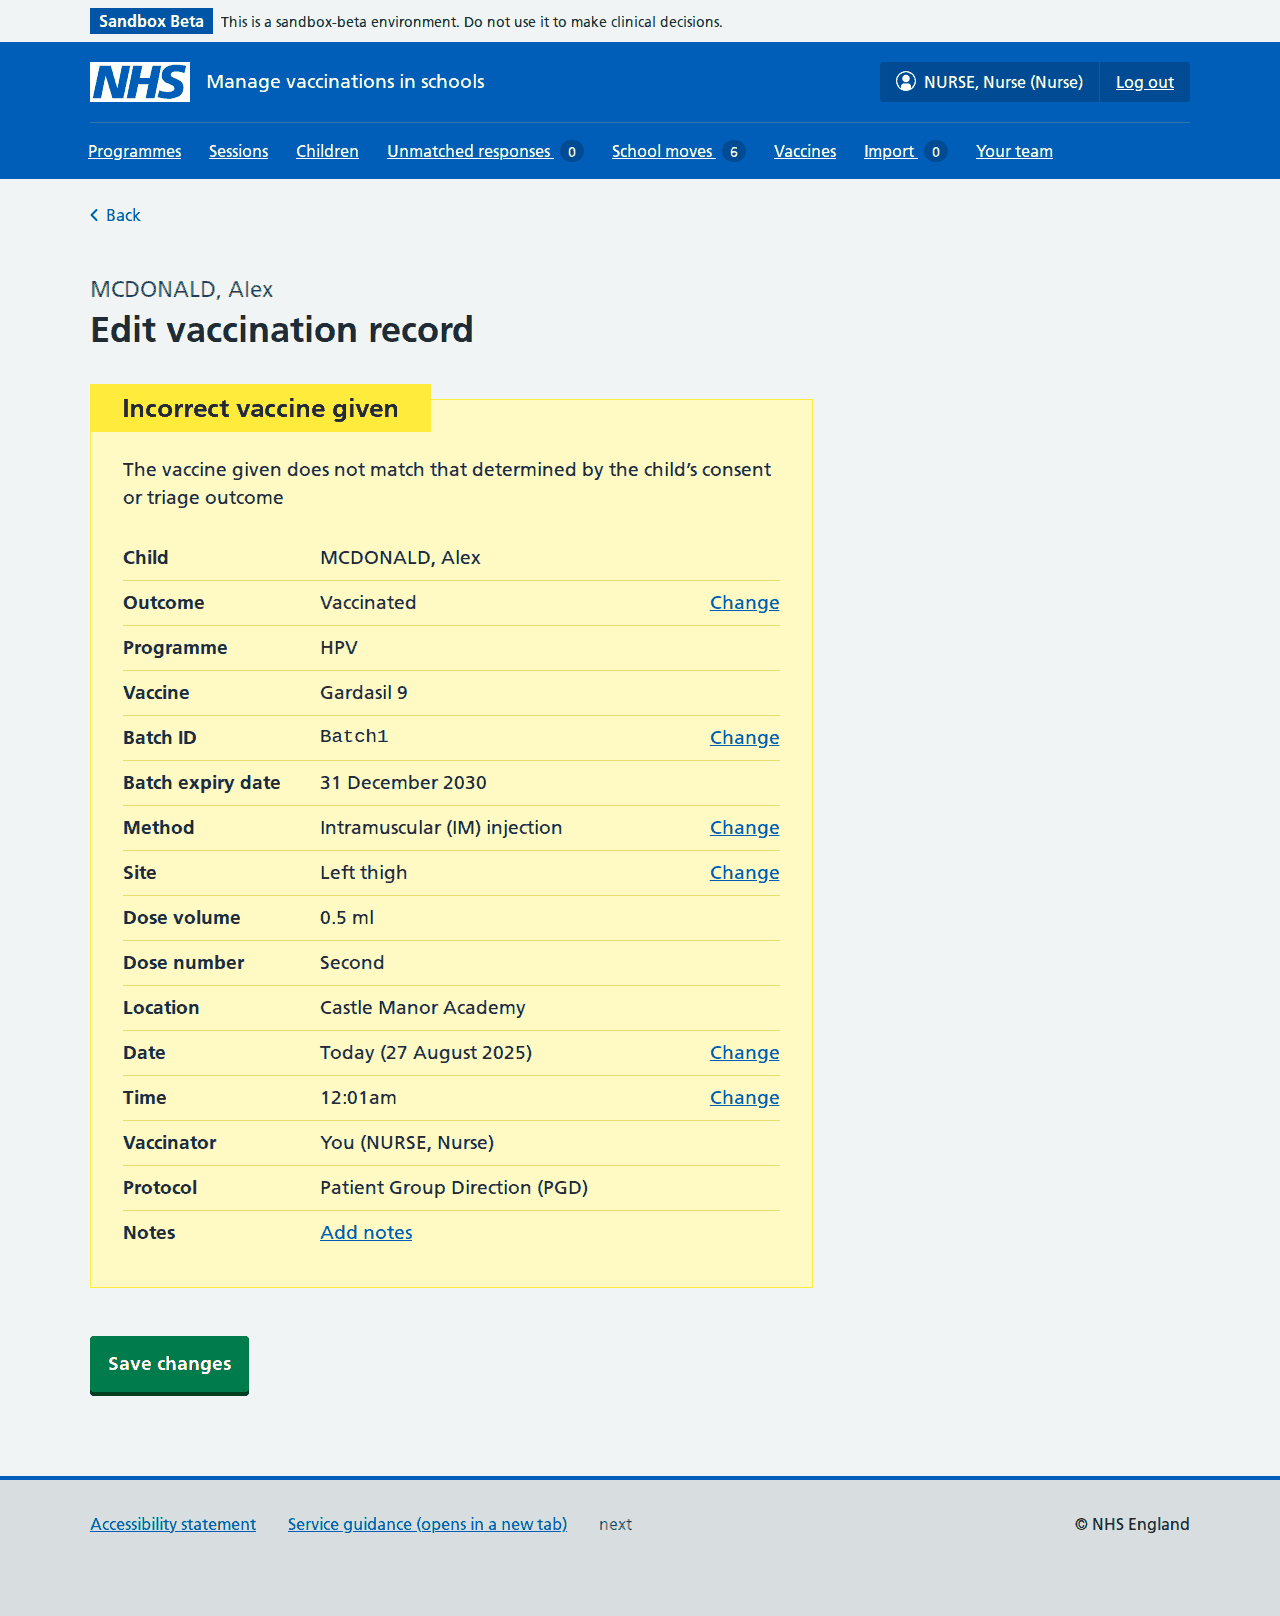 Sandbox Beta This is a sandbox-beta environment. Do not use it to make clinical decisions.
NHS Manage vaccinations in schools NURSE, Nurse (Nurse) Log out
Programmes Sessions Children Unmatched responses 0 School moves 6 Vaccines Import 0 Your team
Back
MCDONALD, Alex
Edit vaccination record
Incorrect vaccine given
The vaccine given does not match that determined by the child’s consent
or triage outcome
Child MCDONALD, Alex
Outcome Vaccinated Change
Programme HPV
Vaccine Gardasil 9
Batch ID Batch1 Change
Batch expiry date 31 December 2030
Method Intramuscular (IM) injection Change
Site Left thigh Change
Dose volume 0.5 ml
Dose number Second
Location Castle Manor Academy
Date Today (27 August 2025) Change
Time 12:01am Change
Vaccinator You (NURSE, Nurse)
Protocol Patient Group Direction (PGD)
Notes Add notes
Save changes
Accessibility statement Service guidance (opens in a new tab) next © NHS England